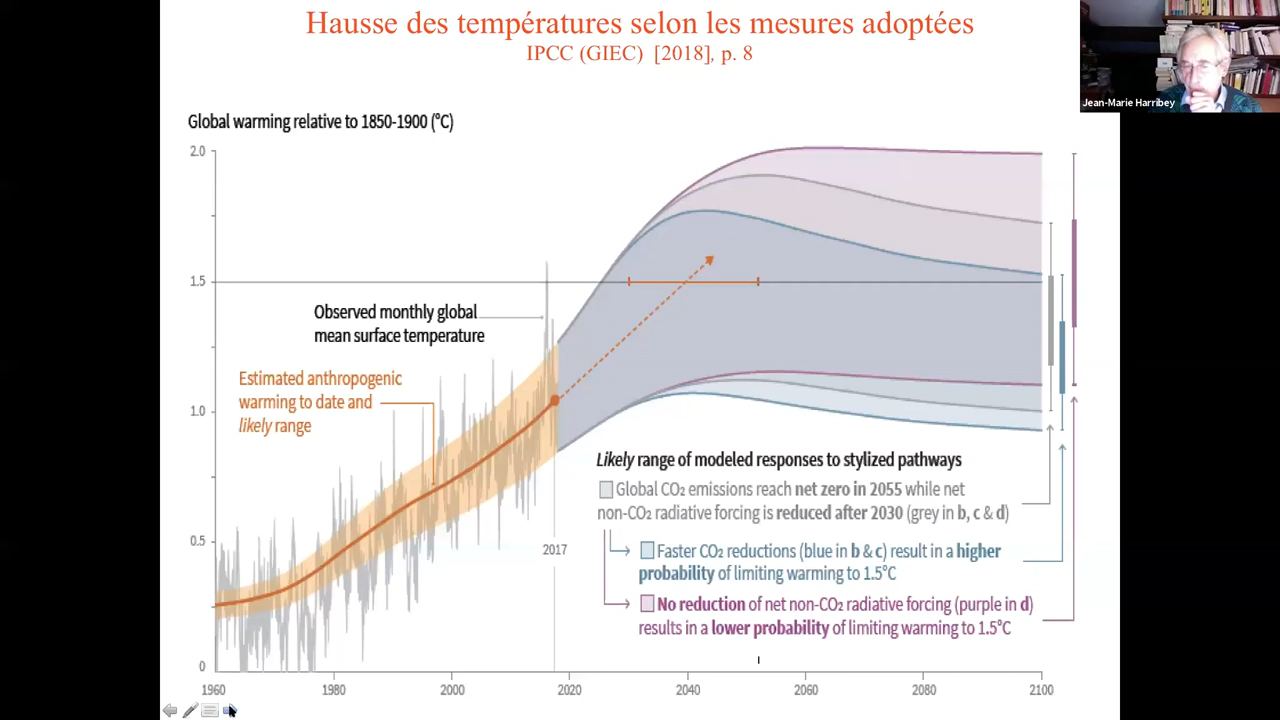 Hausse des températures selon les mesures adoptées
IPCC (GIEC) [2018], p. 8
Jean-Marie Harribey
Global warming relative to 1850-1900 (°C)
2.0
1.5
1.0
0.5
0
Observed monthly global
mean surface temperature
Estimated anthropogenic
warming to date and
likely range
2017
Likely range of modeled responses to stylized pathways
Global CO₂ emissions reach net zero in 2055 while net
non-CO₂ radiative forcing is reduced after 2030 (grey in b, c & d)
Faster CO₂ reductions (blue in b & c) result in a higher
probability of limiting warming to 1.5°C
No reduction of net non-CO₂ radiative forcing (purple in d)
results in a lower probability of limiting warming to 1.5°C
1960 1980 2000 2020 2040 2060 2080 2100